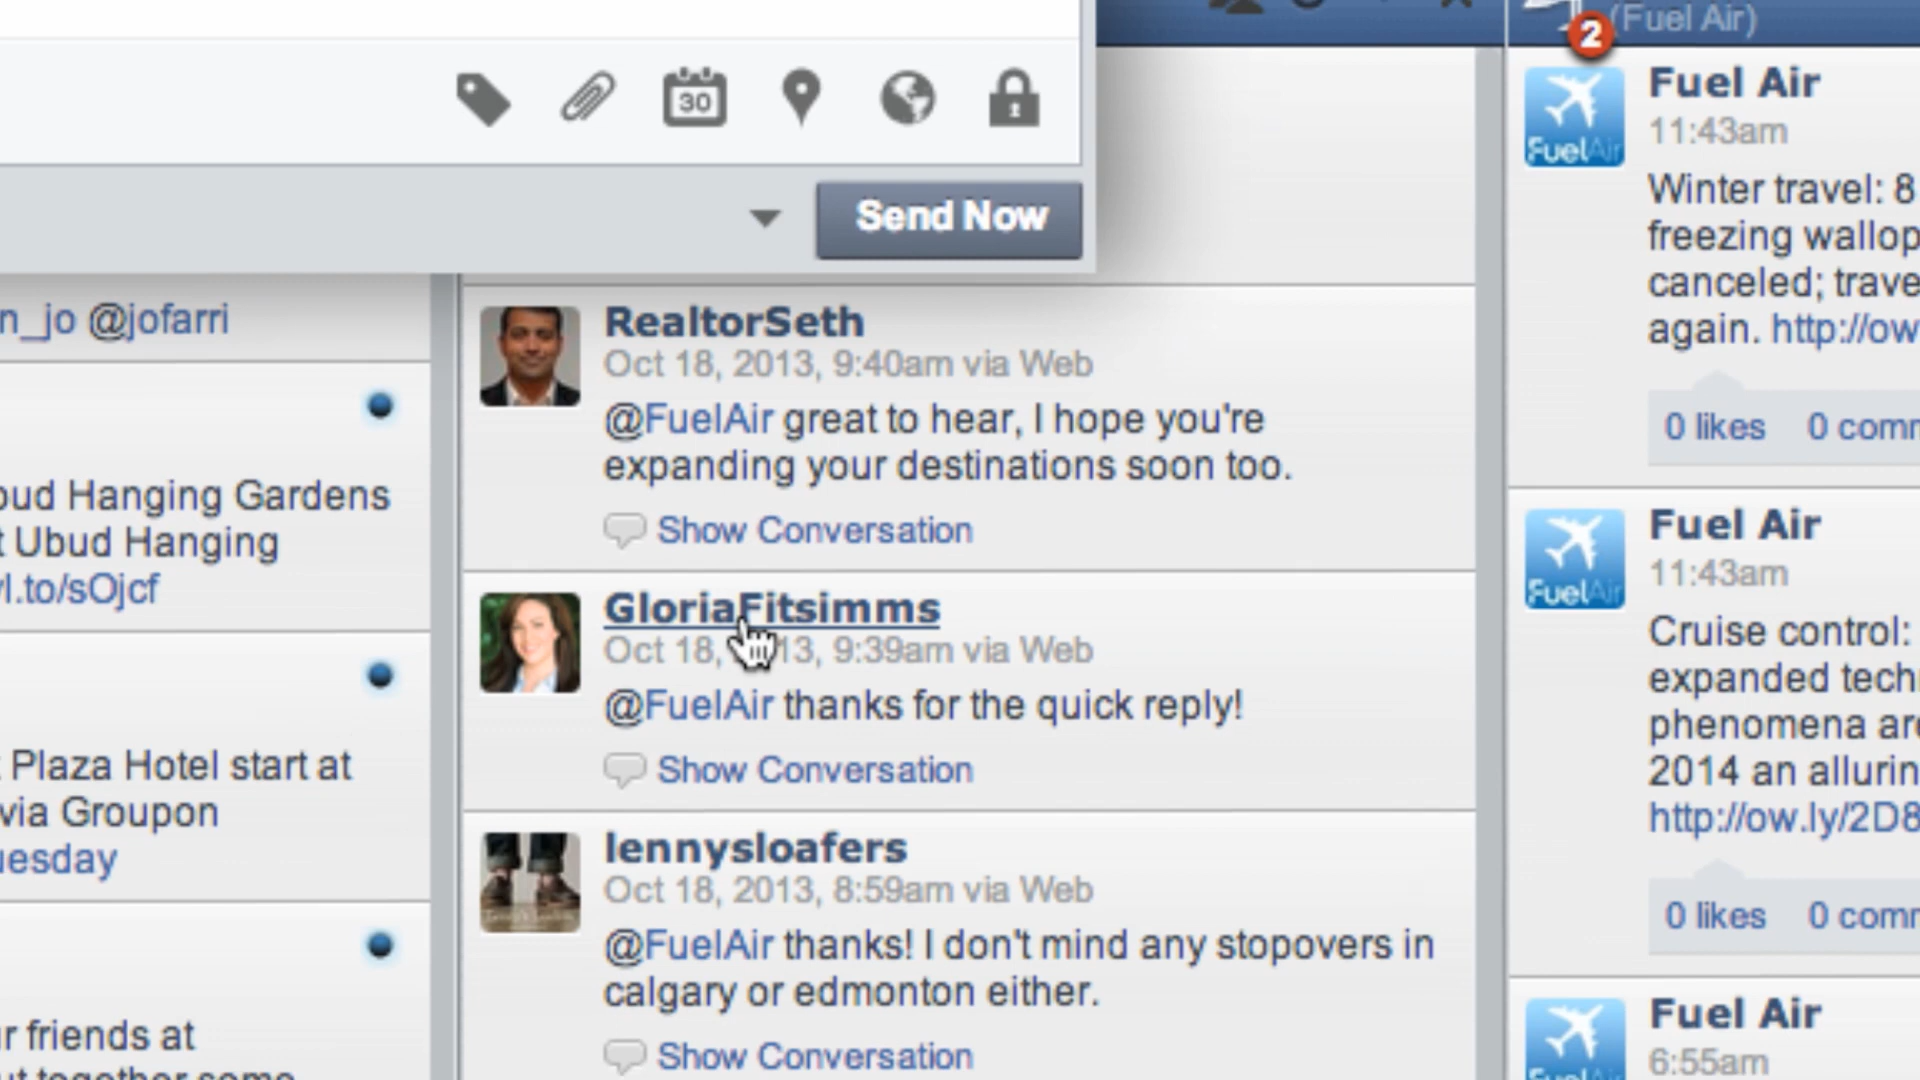 30
Send Now
n_jo @jofarri
oud Hanging Gardens
t Ubud Hanging
l.to/sOjcf
Plaza Hotel start at
via Groupon
uesday
r friends at
RealtorSeth
Oct 18, 2013, 9:40am via Web
@FuelAir great to hear, I hope you're
expanding your destinations soon too.
Show Conversation
GloriaFitsimms
Oct 18, 13, 9:39am via Web
@FuelAir thanks for the quick reply!
Show Conversation
lennysloafers
Oct 18, 2013, 8:59am via Web
@FuelAir thanks! I don't mind any stopovers in
calgary or edmonton either.
Show Conversation
2
(Fuel Air)
Fuel Air
FuelAir
11:43am
Winter travel: 8
freezing wallop
canceled; trave
again. http://ow
0 likes 0 comm
Fuel Air
FuelAir
11:43am
Cruise control:
expanded tech
phenomena are
2014 an allurin
http://ow.ly/2D8
0 likes 0 comm
Fuel Air
6:55am